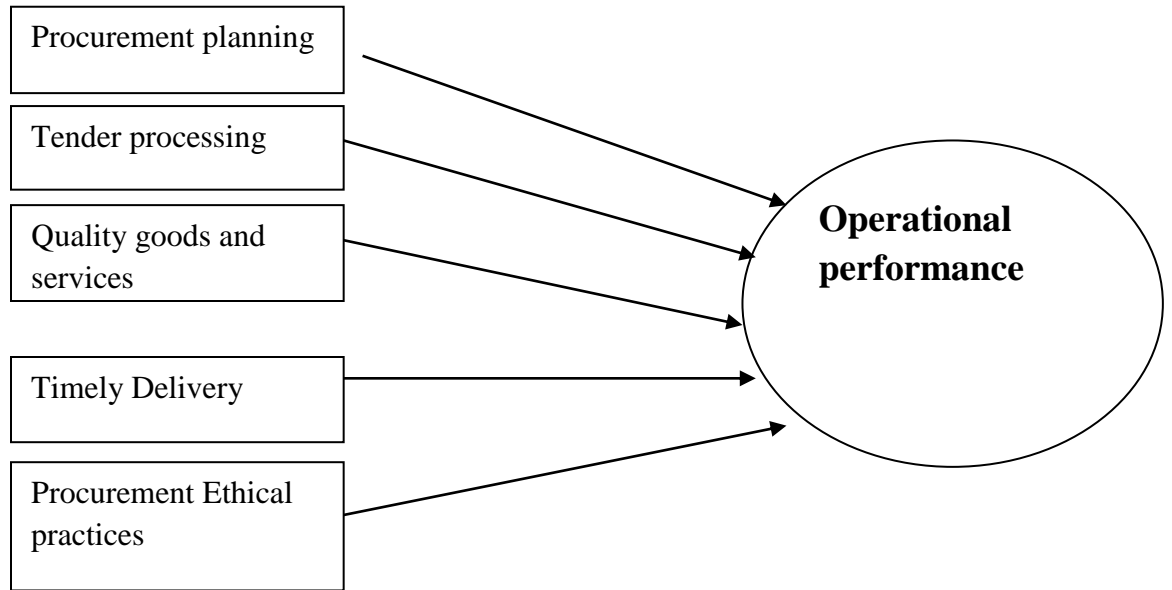 Procurement planning
Tender processing
Quality goods and
services
Timely Delivery
Procurement Ethical
practices
Operational
performance